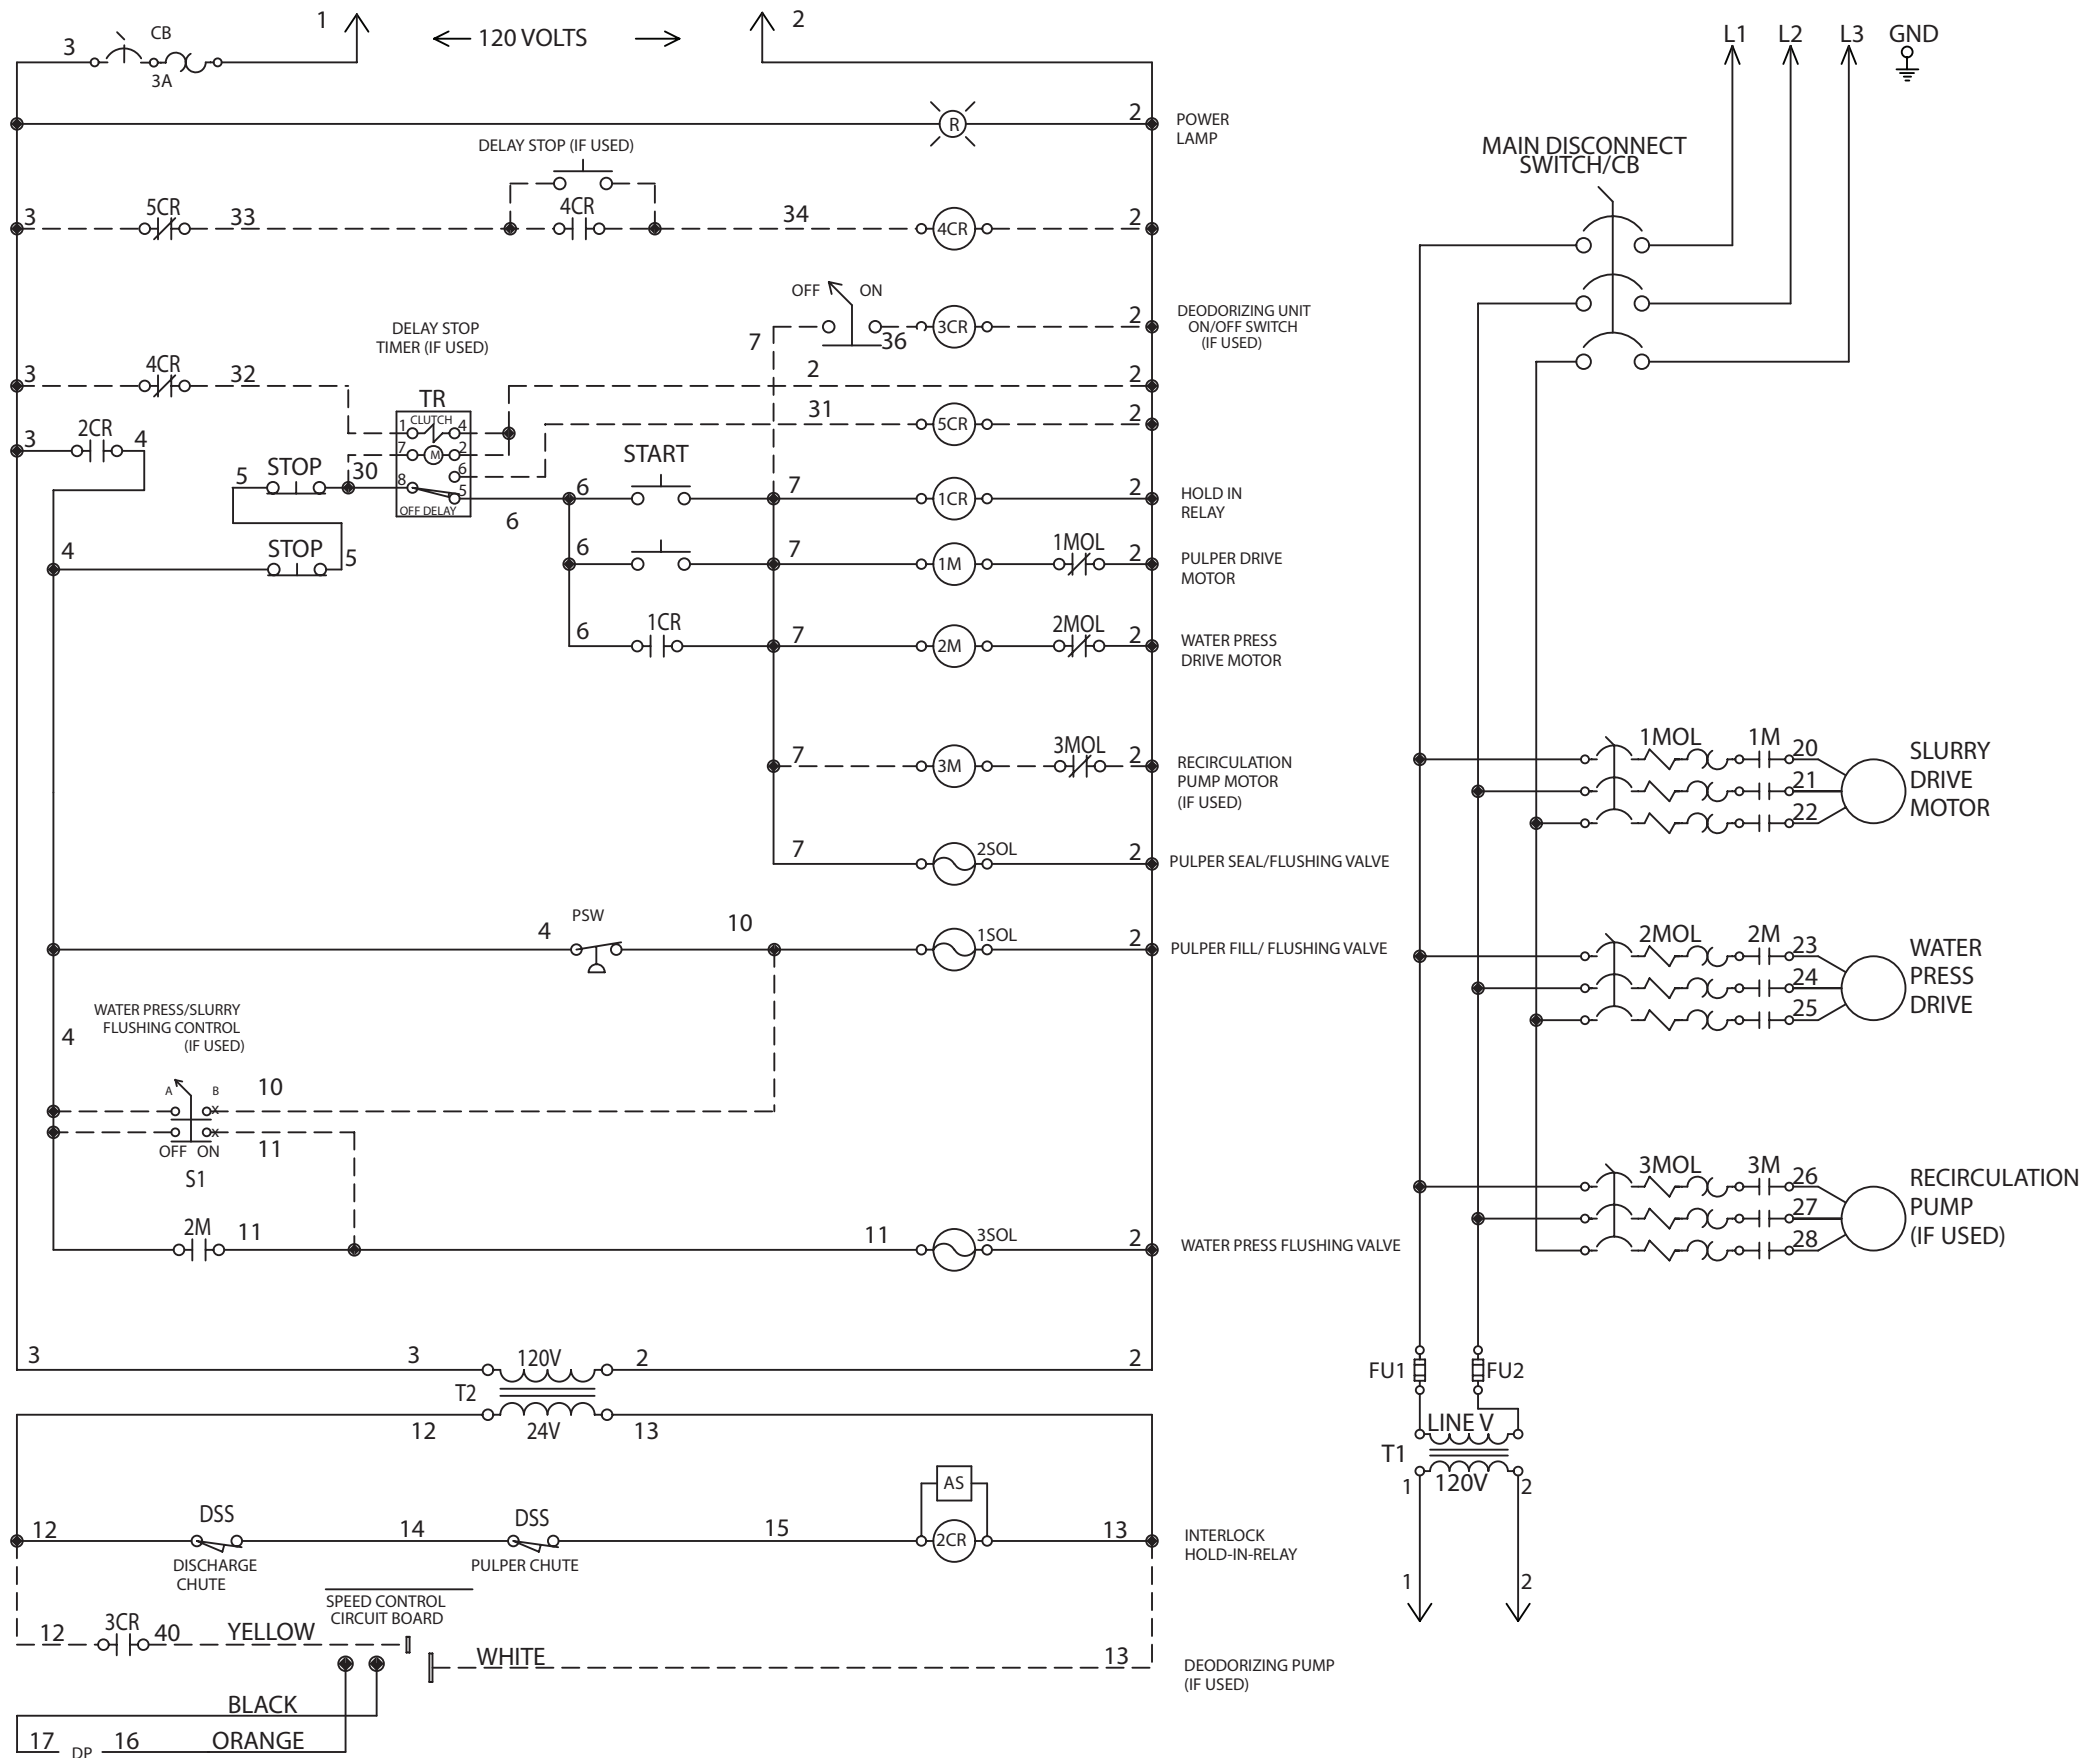 1
120 VOLTS
2
3
CB
3A
L1
L2
L3
GND
R
2
POWER
LAMP
MAIN DISCONNECT
SWITCH/CB
DELAY STOP (IF USED)
3
5CR
33
4CR
34
4CR
2
OFF
ON
7
36
3CR
2
DEODORIZING UNIT
ON/OFF SWITCH
(IF USED)
DELAY STOP
TIMER (IF USED)
3
4CR
32
2
2
TR
CLUTCH
1
4
7
M
2
6
8
5
OFF DELAY
31
5CR
2
3
2CR
4
5
STOP
30
6
START
6
7
1CR
2
HOLD IN
RELAY
4
STOP
5
6
7
1M
1MOL
2
PULPER DRIVE
MOTOR
6
1CR
7
2M
2MOL
2
WATER PRESS
DRIVE MOTOR
7
3M
3MOL
2
RECIRCULATION
PUMP MOTOR
(IF USED)
7
2SOL
2
PULPER SEAL/FLUSHING VALVE
4
PSW
10
1SOL
2
PULPER FILL/ FLUSHING VALVE
WATER PRESS/SLURRY
FLUSHING CONTROL
(IF USED)
4
A
B
X
10
X
11
OFF ON
S1
2M
11
11
3SOL
2
WATER PRESS FLUSHING VALVE
3
3
120V
2
2
T2
12
24V
13
AS
12
DSS
DISCHARGE
CHUTE
14
DSS
PULPER CHUTE
15
2CR
13
INTERLOCK
HOLD-IN-RELAY
SPEED CONTROL
CIRCUIT BOARD
12
3CR
40
YELLOW
WHITE
13
DEODORIZING PUMP
(IF USED)
BLACK
17
DP
16
ORANGE
1MOL
1M
20
21
22
SLURRY
DRIVE
MOTOR
2MOL
2M
23
24
25
WATER
PRESS
DRIVE
3MOL
3M
26
27
28
RECIRCULATION
PUMP
(IF USED)
FU1
FU2
LINE V
T1
120V
1
2
1
2